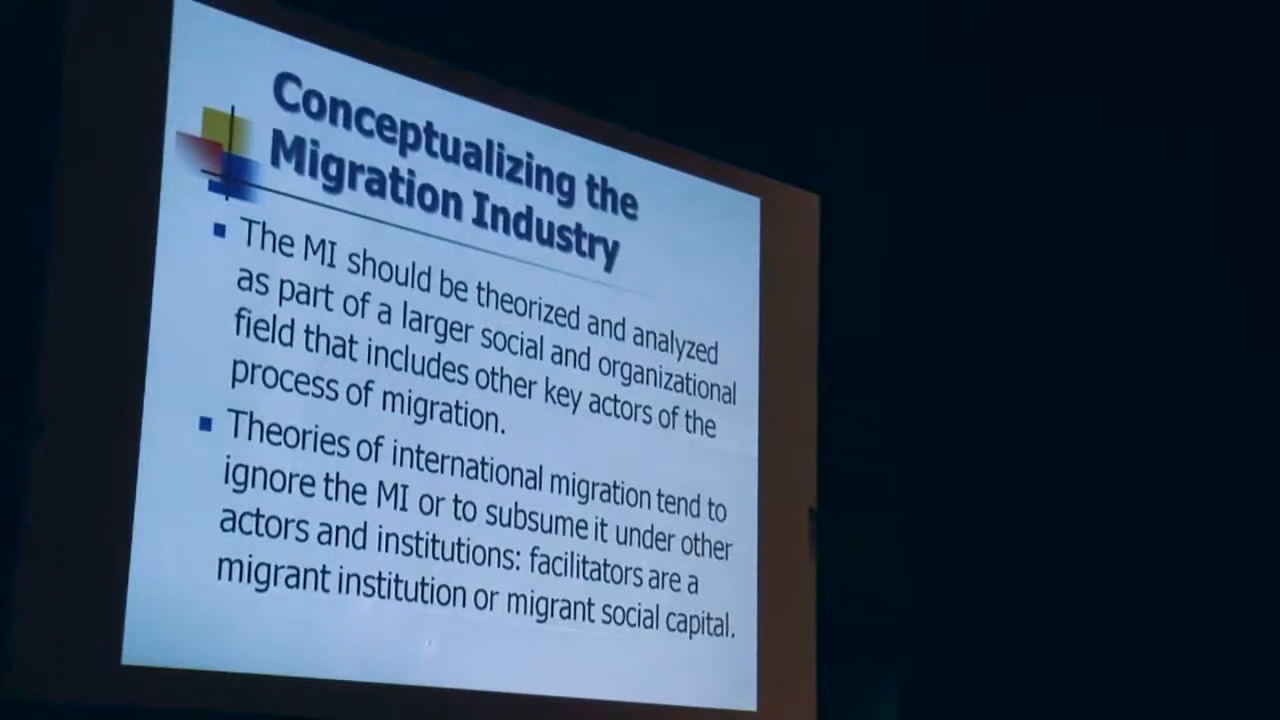 Conceptualizing the
Migration Industry
The MI should be theorized and analyzed
as part of a larger social and organizational
field that includes other key actors of the
process of migration.
Theories of international migration tend to
ignore the MI or to subsume it under other
actors and institutions: facilitators are a
migrant institution or migrant social capital.